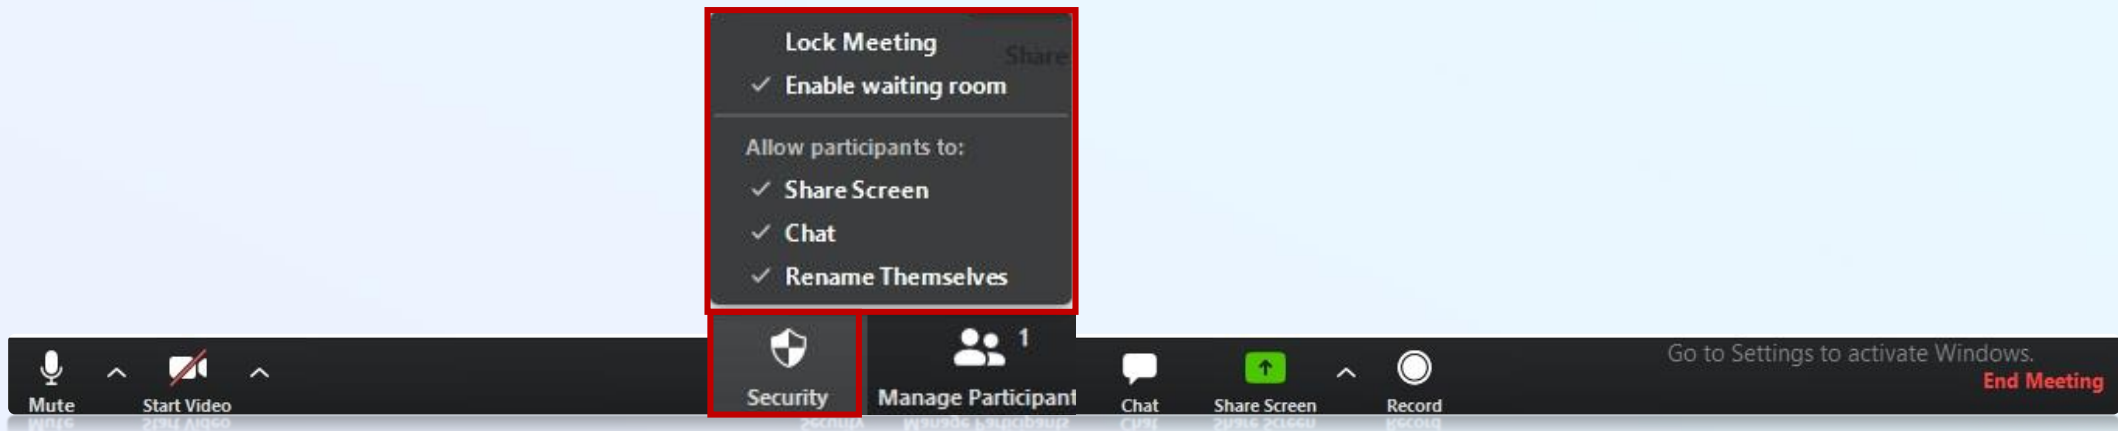 Lock Meeting
Share
Enable waiting room
Allow participants to:
Share Screen
Chat
Rename Themselves
1
Go to Settings to activate Windows.
End Meeting
Mute
Start Video
Security
Manage Participant
Chat
Share Screen
Record